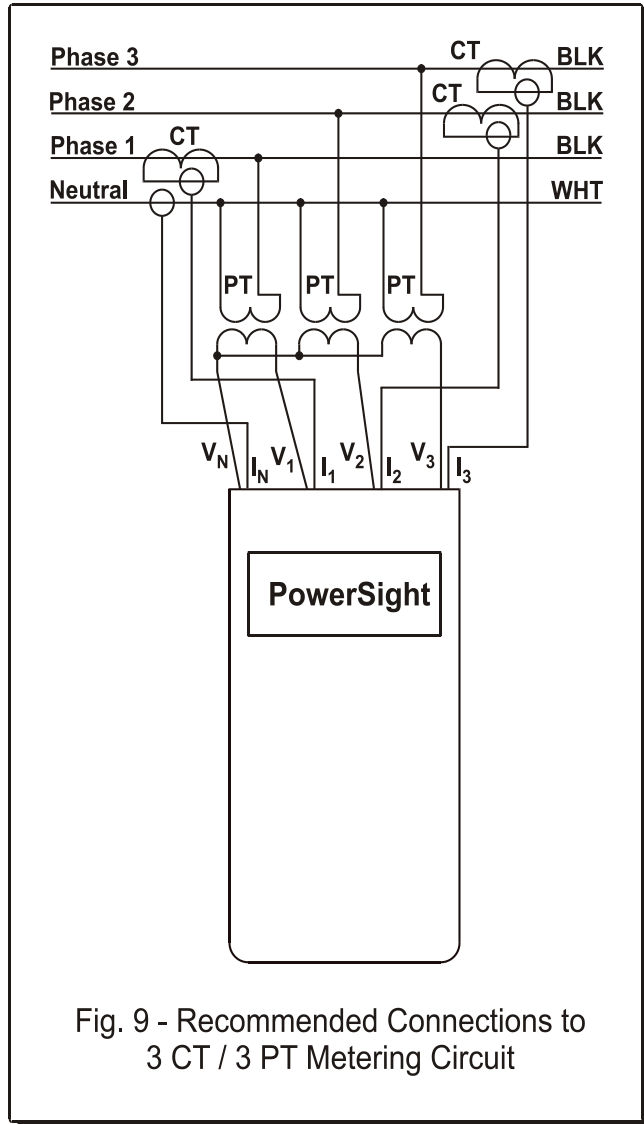 Phase 3
CT
BLK
Phase 2
CT
BLK
Phase 1
CT
BLK
Neutral
WHT
PT
PT
PT
VN
IN
V1
I1
V2
I2
V3
I3
PowerSight
Fig. 9 - Recommended Connections to
3 CT / 3 PT Metering Circuit